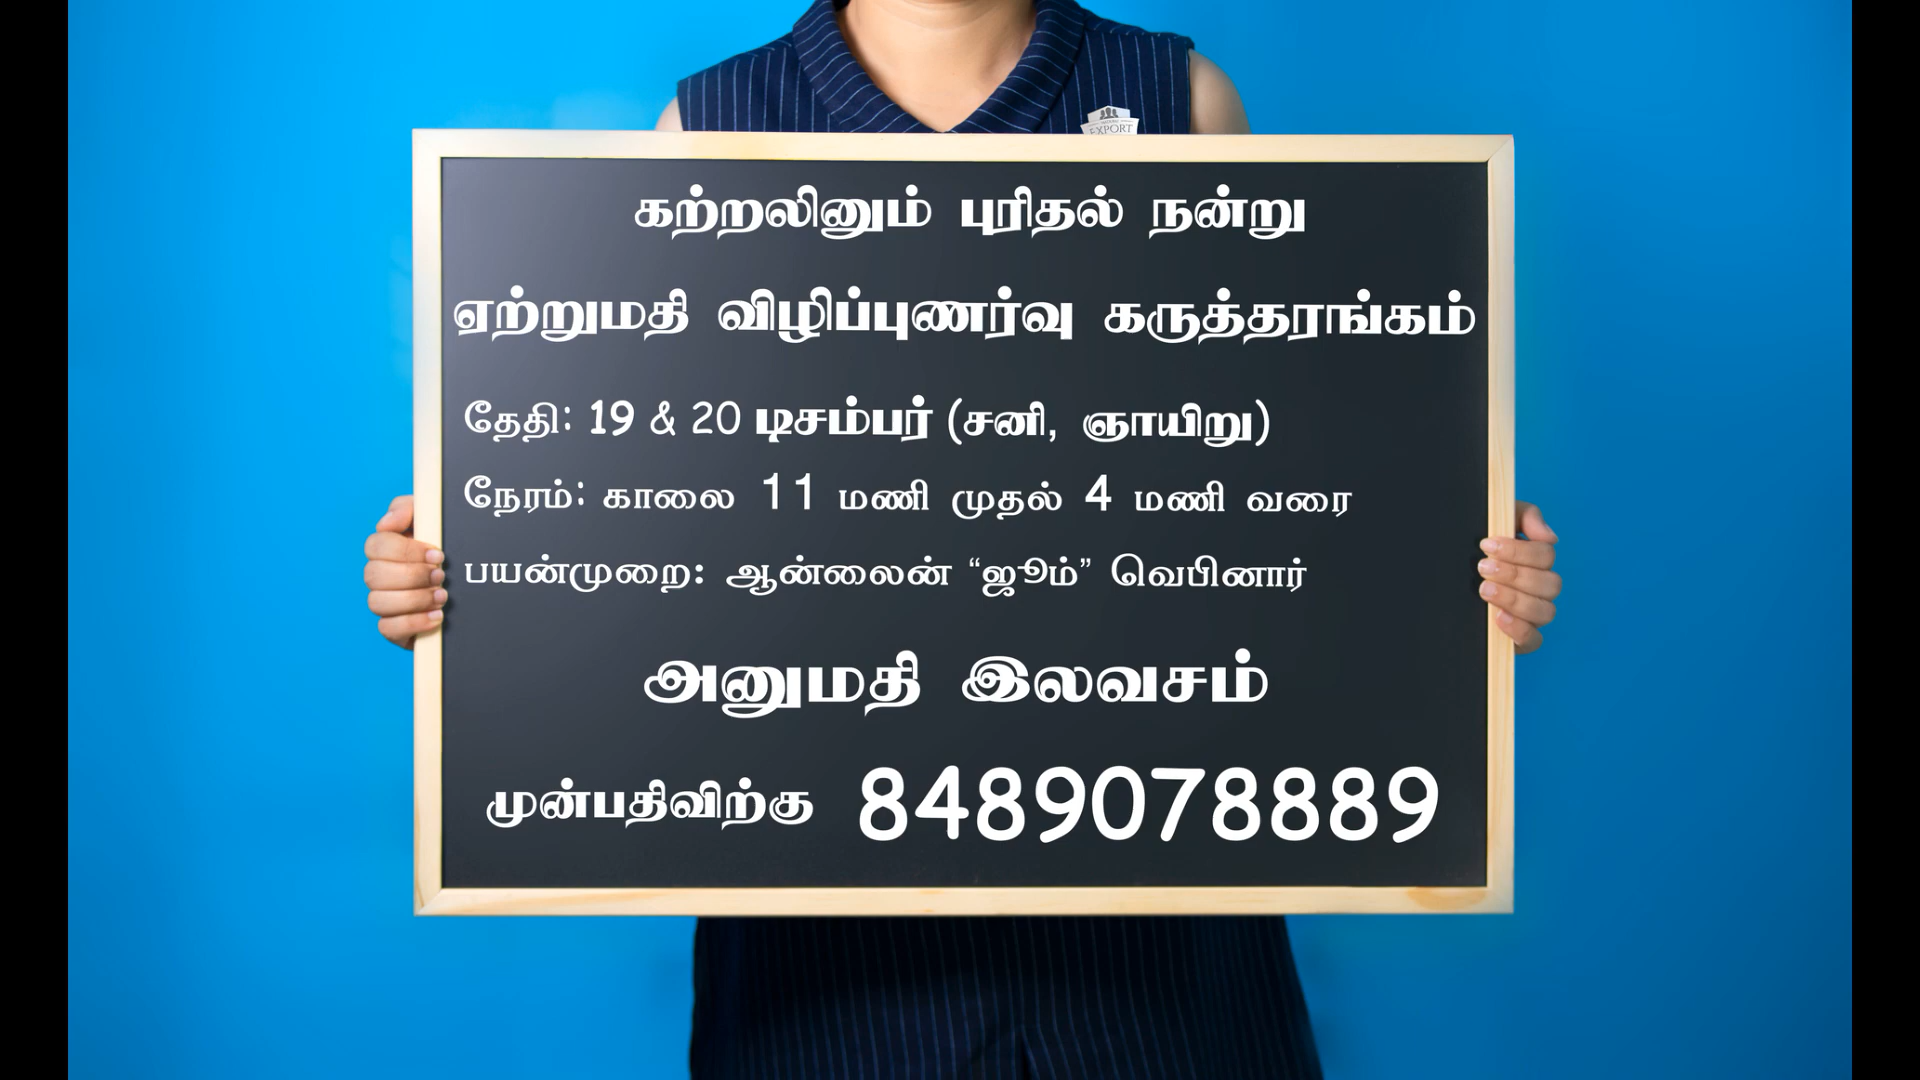 EXPORT
கற்றலினும் புரிதல் நன்று
ஏற்றுமதி விழிப்புணர்வு கருத்தரங்கம்
தேதி: 19 & 20 டிசம்பர் (சனி, ஞாயிறு)
நேரம்: காலை 11 மணி முதல் 4 மணி வரை
பயன்முறை: ஆன்லைன் “ஜூம்” வெபினார்
அனுமதி இலவசம்
முன்பதிவிற்கு 8489078889